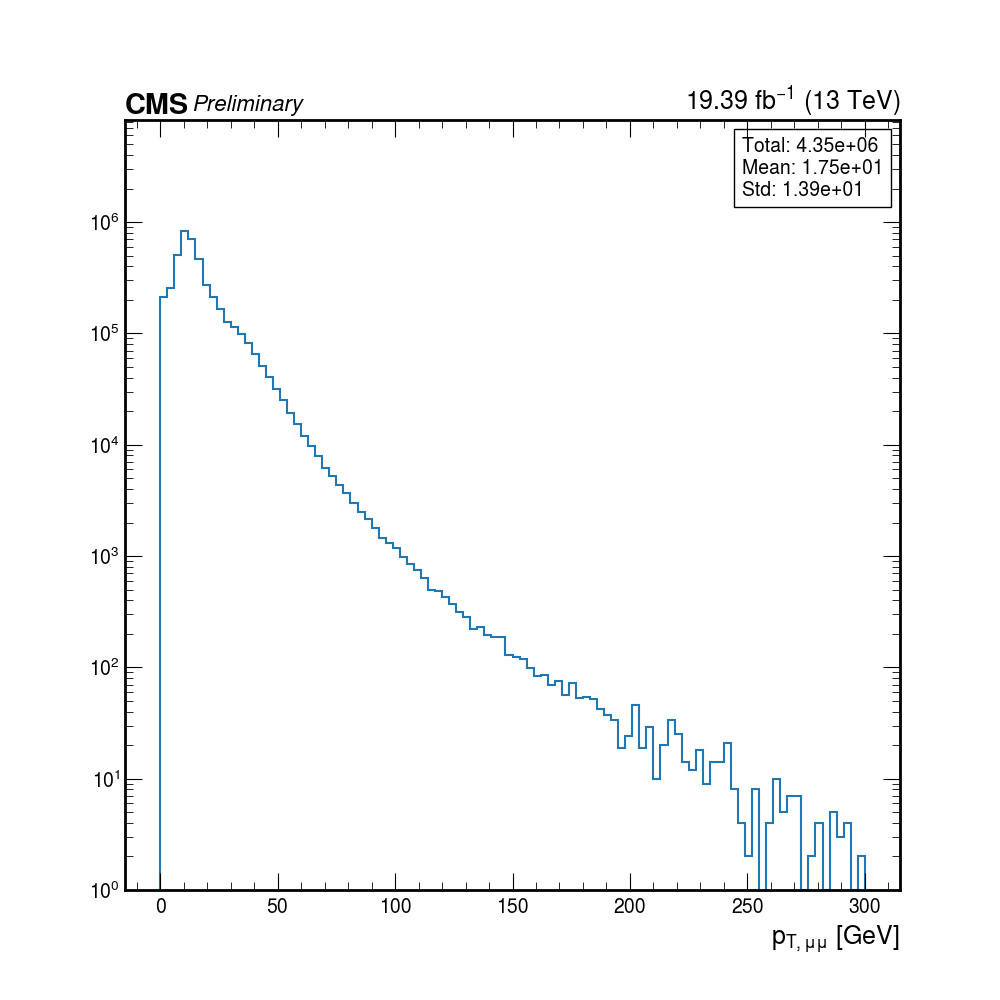 CMS Preliminary 19.39 fb⁻¹ (13 TeV)
Total: 4.35e+06
Mean: 1.75e+01
Std: 1.39e+01
10⁶
10⁵
10⁴
10³
10²
10¹
10⁰
0 50 100 150 200 250 300
p_T, μμ [GeV]